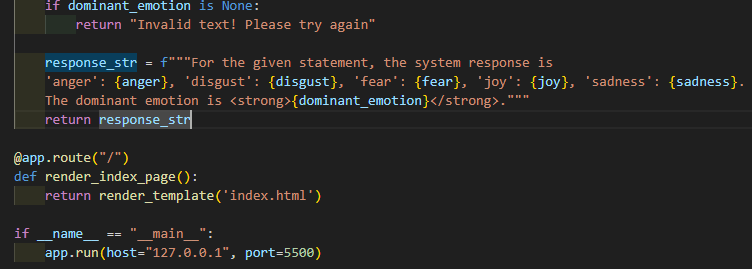 if dominant_emotion is None:
return "Invalid text! Please try again"
response_str = f"""For the given statement, the system response is
'anger': {anger}, 'disgust': {disgust}, 'fear': {fear}, 'joy': {joy}, 'sadness': {sadness}.
The dominant emotion is <strong>{dominant_emotion}</strong>."""
return response_str
@app.route("/")
def render_index_page():
return render_template('index.html')
if __name__ == "__main__":
app.run(host="127.0.0.1", port=5500)